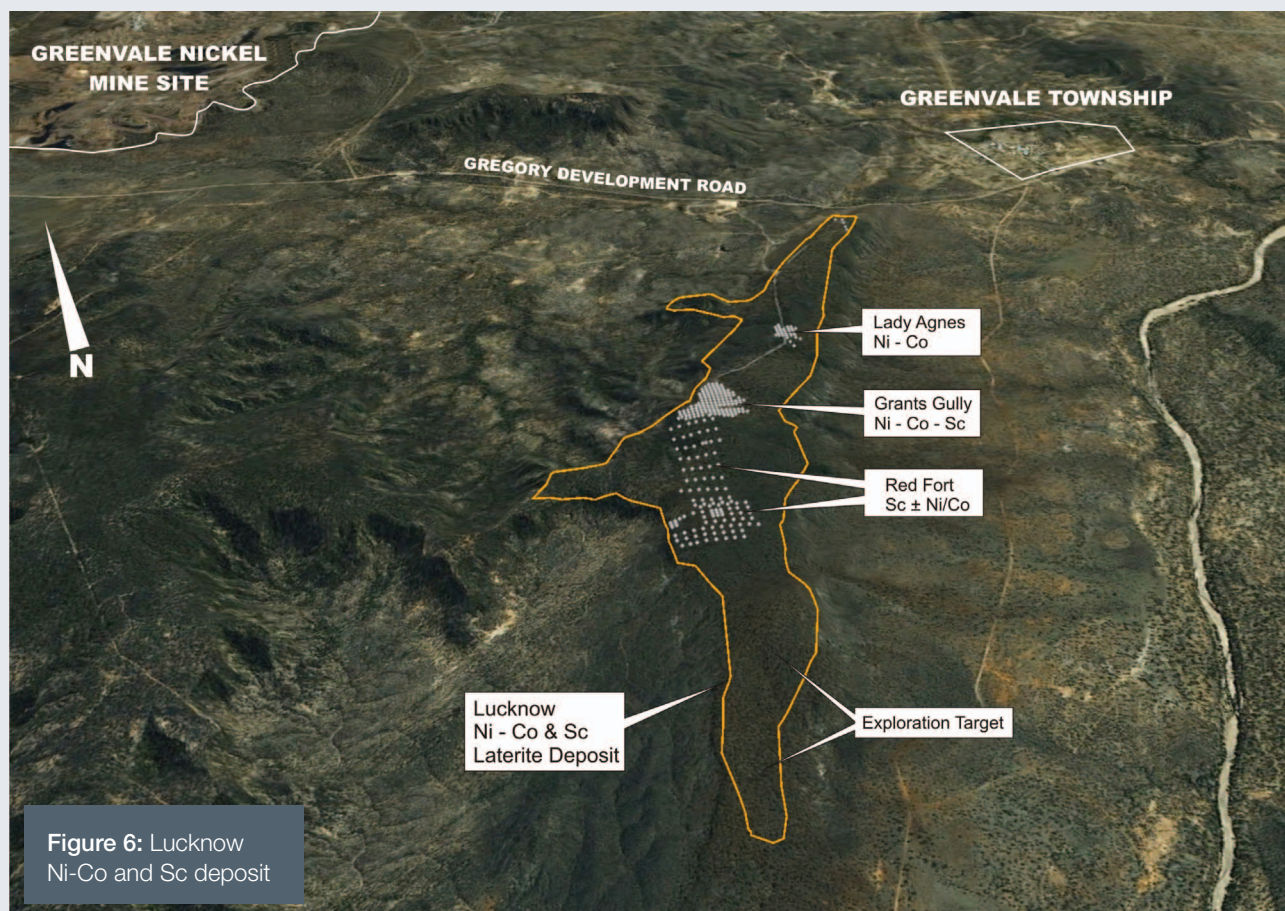 GREENVALE NICKEL
MINE SITE
GREENVALE TOWNSHIP
GREGORY DEVELOPMENT ROAD
N
Lady Agnes
Ni - Co
Grants Gully
Ni - Co - Sc
Red Fort
Sc ± Ni/Co
Lucknow
Ni - Co & Sc
Laterite Deposit
Exploration Target
Figure 6: Lucknow
Ni-Co and Sc deposit